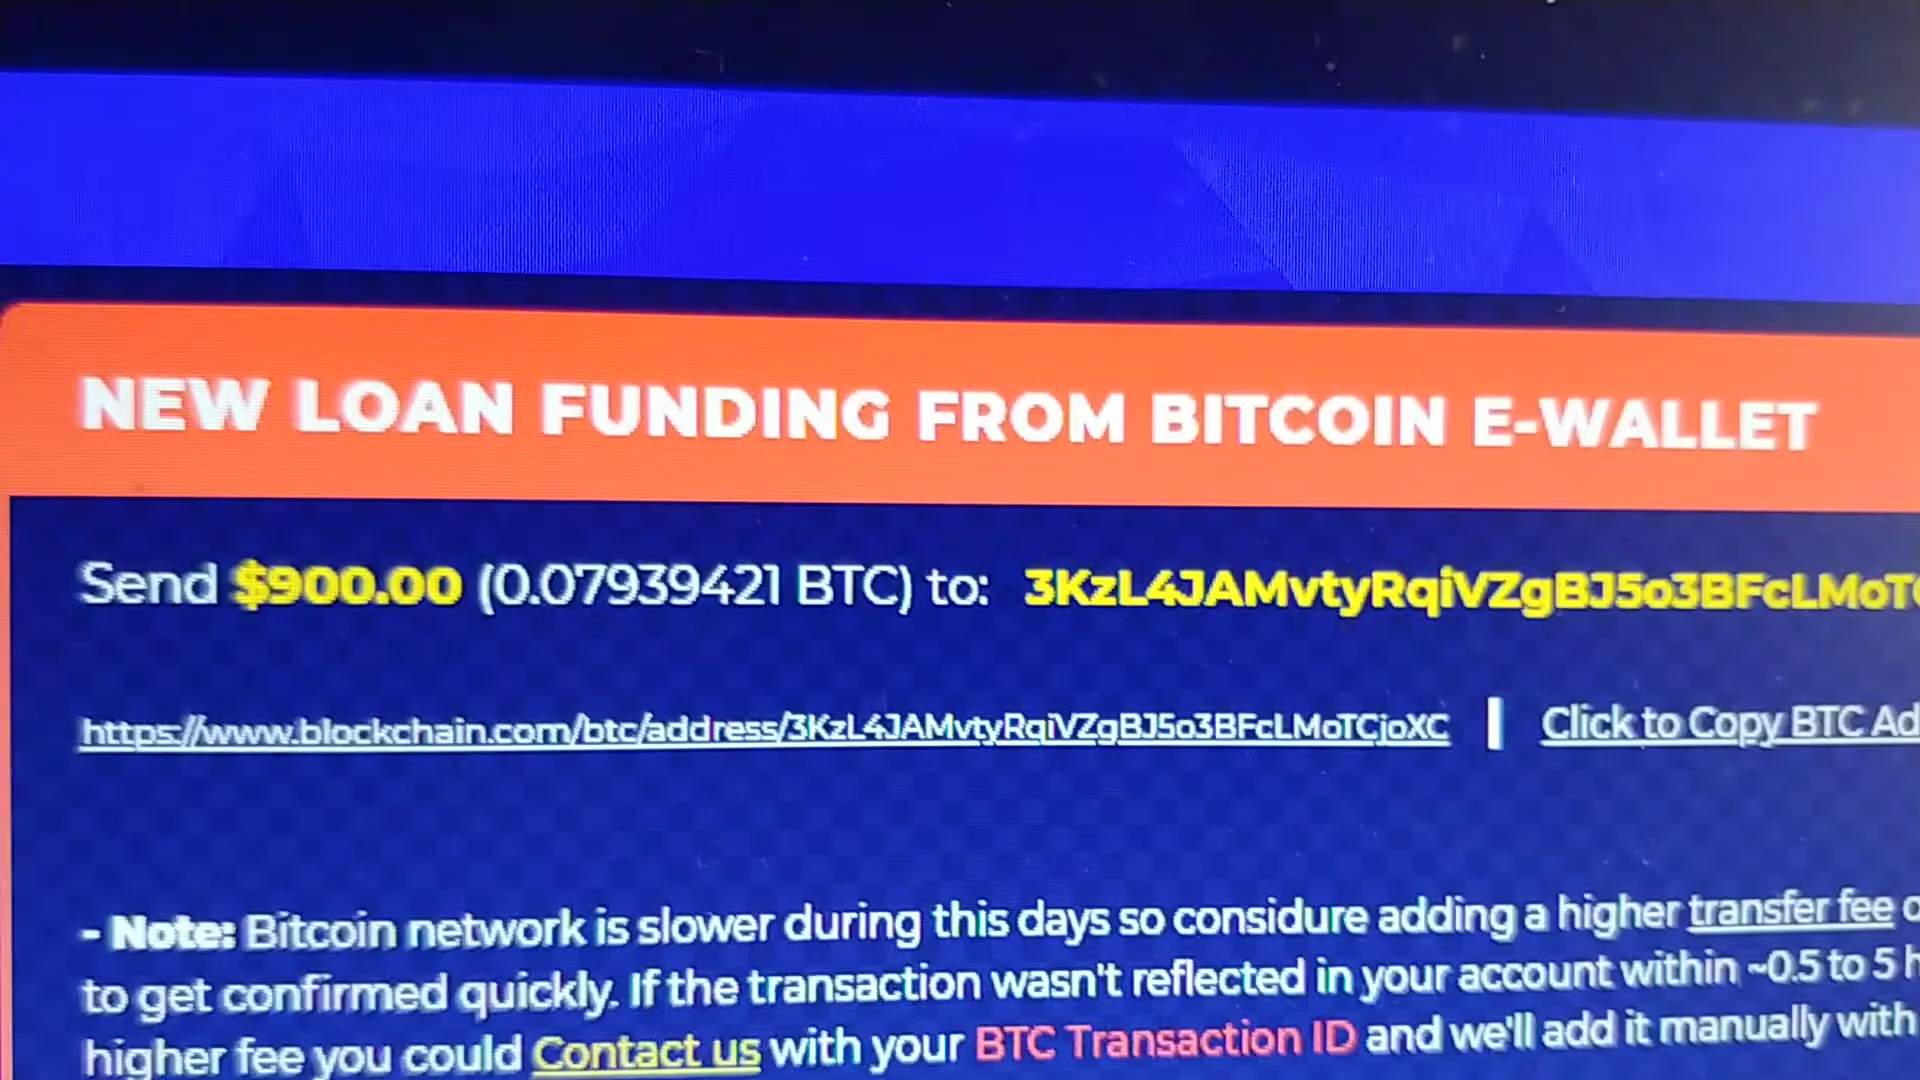 NEW LOAN FUNDING FROM BITCOIN E-WALLET
Send $900.00 (0.07939421 BTC) to: 3KzL4JAMvtyRqiVZgBJ5o3BFcLMoT
https://www.blockchain.com/btc/address/3KzL4JAMvtyRqiVZgBJ5o3BFcLMoTCjoXC | Click to Copy BTC Ad
- Note: Bitcoin network is slower during this days so considure adding a higher transfer fee
to get confirmed quickly. If the transaction wasn't reflected in your account within ~0.5 to 5 h
higher fee you could Contact us with your BTC Transaction ID and we'll add it manually with